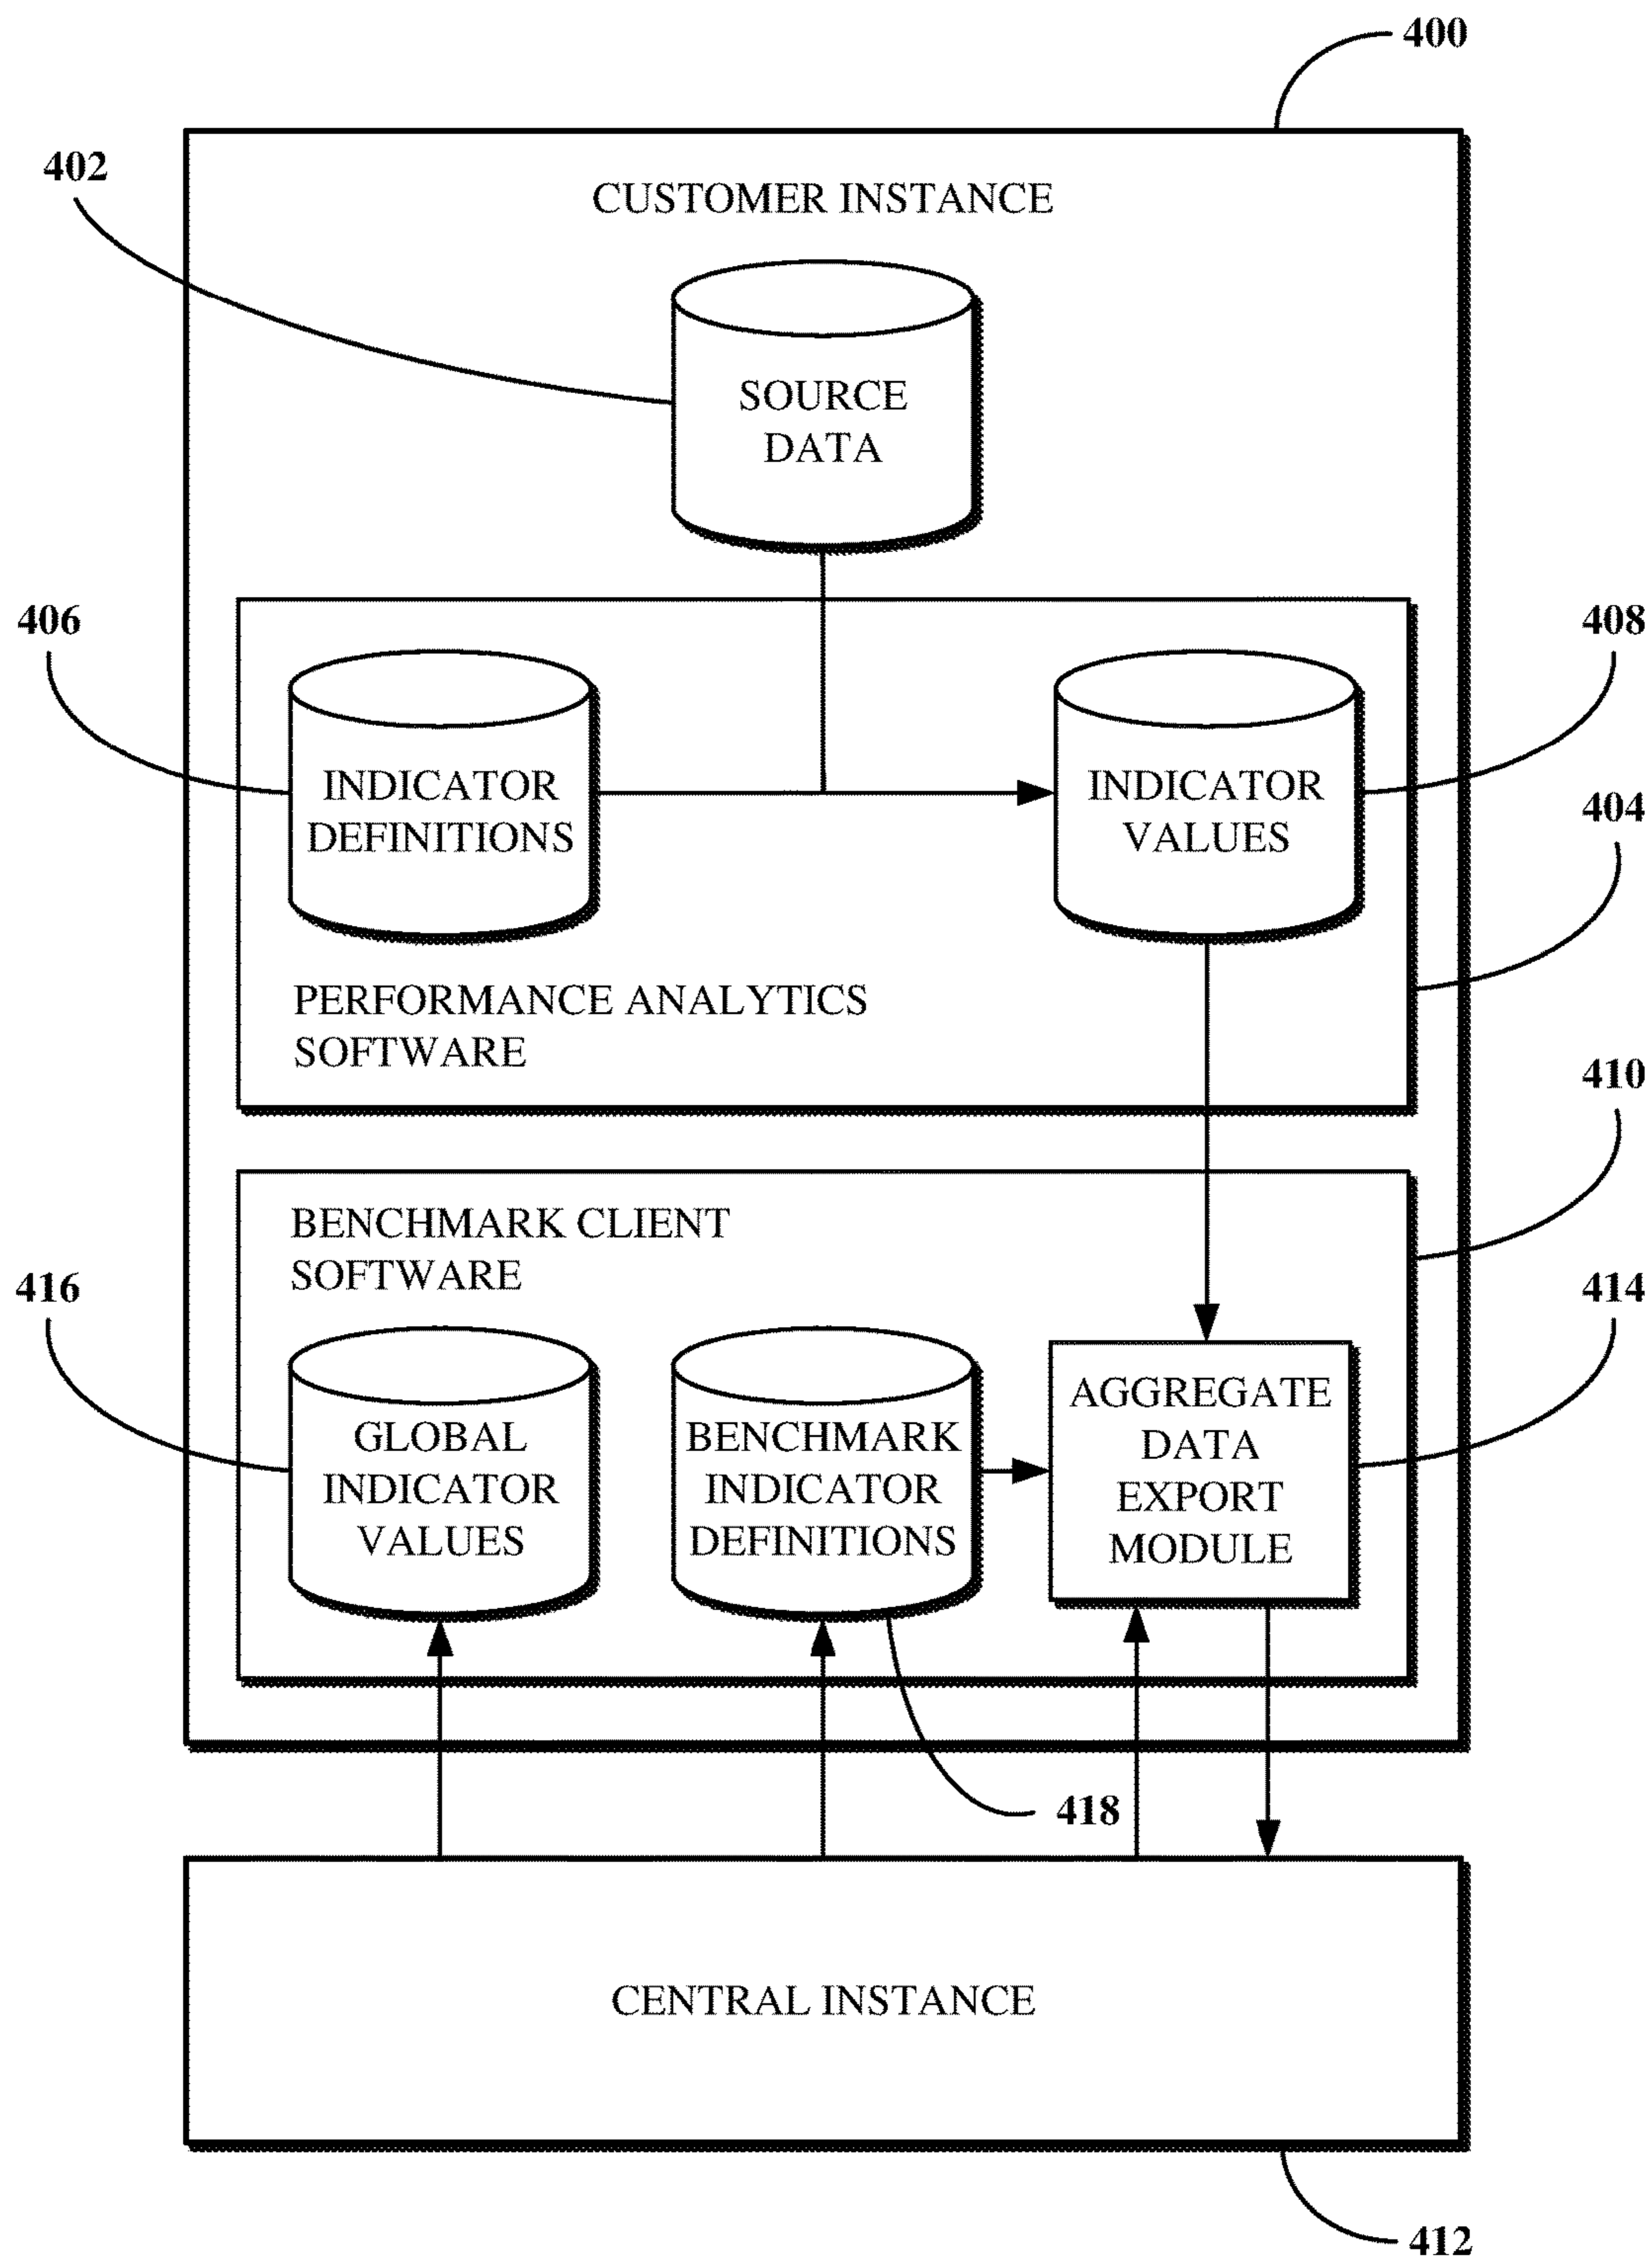 400
402
CUSTOMER INSTANCE
SOURCE
DATA
406
408
INDICATOR
DEFINITIONS
INDICATOR
VALUES
404
PERFORMANCE ANALYTICS
SOFTWARE
410
BENCHMARK CLIENT
SOFTWARE
416
414
GLOBAL
INDICATOR
VALUES
BENCHMARK
INDICATOR
DEFINITIONS
AGGREGATE
DATA
EXPORT
MODULE
418
CENTRAL INSTANCE
412